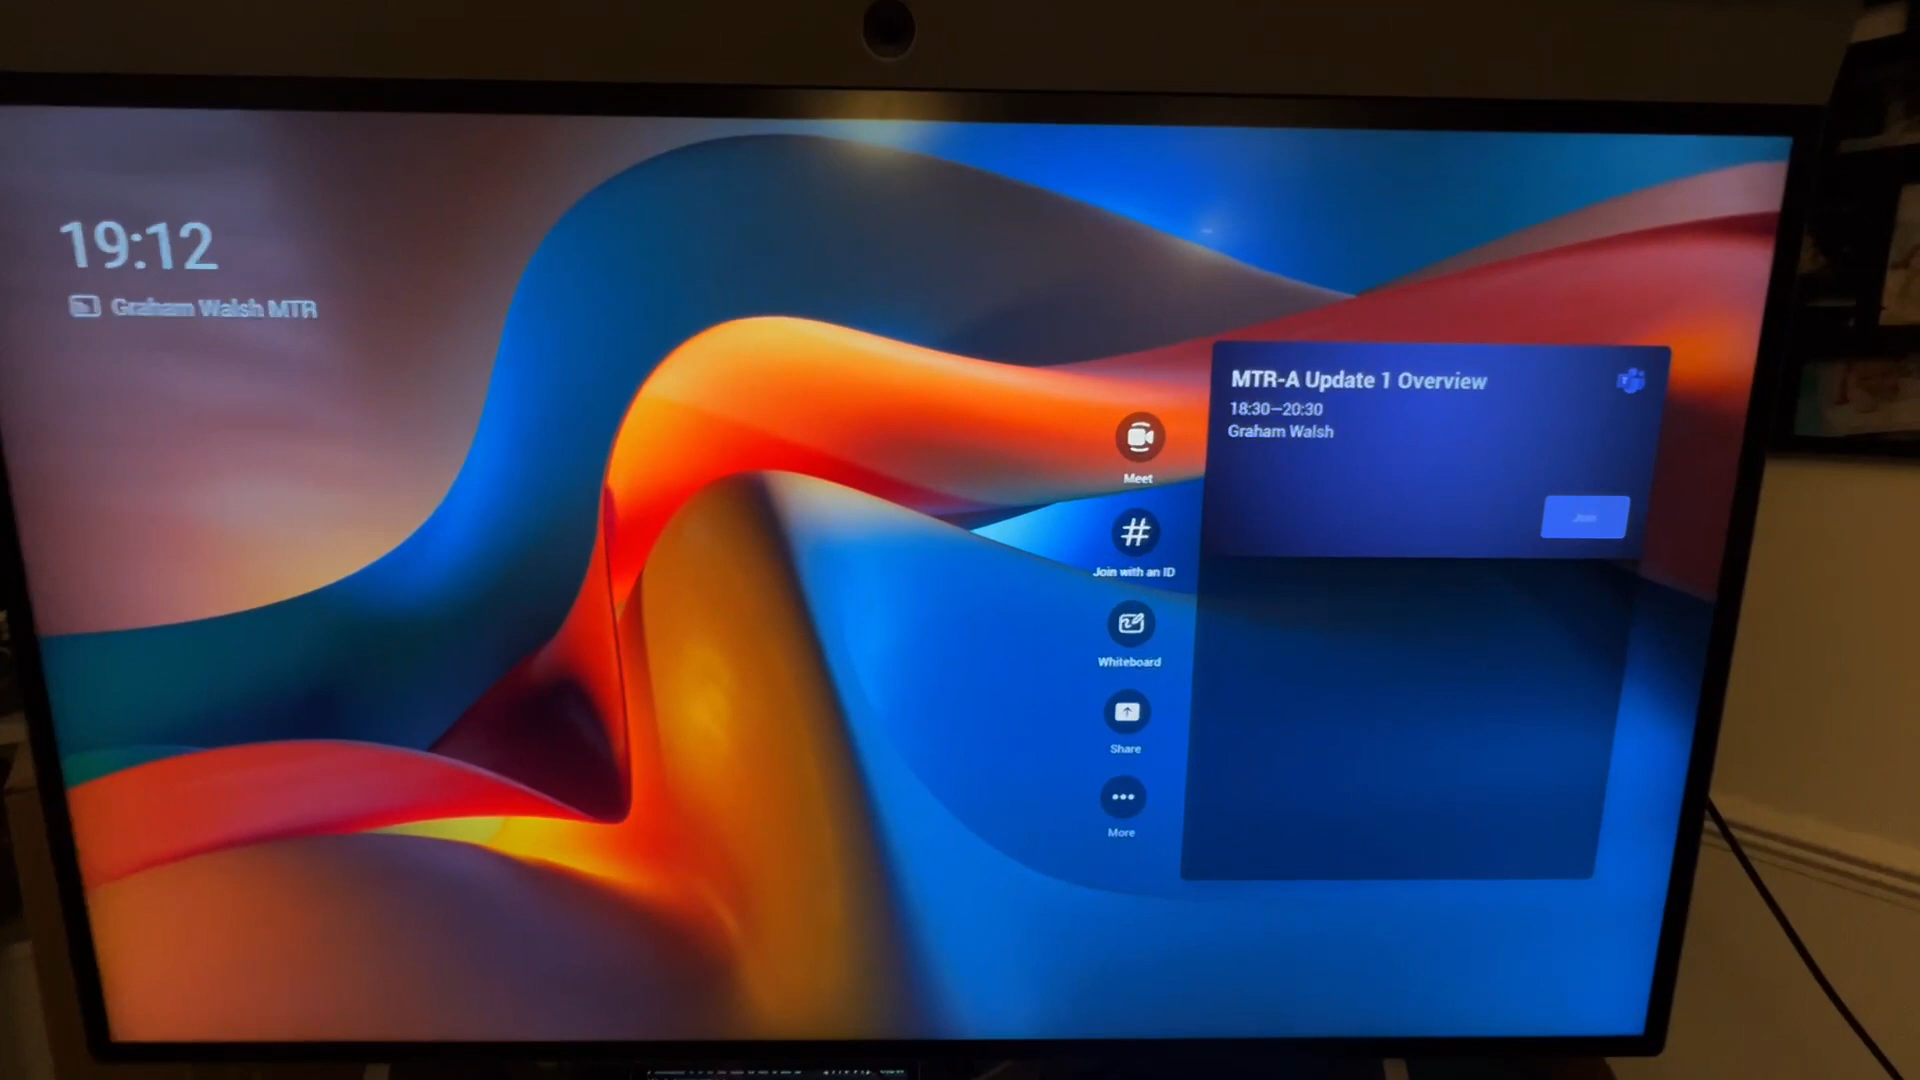 19:12
Graham Walsh MTR
MTR-A Update 1 Overview
18:30—20:30
Graham Walsh
Join
Meet
Join with an ID
Whiteboard
Share
More